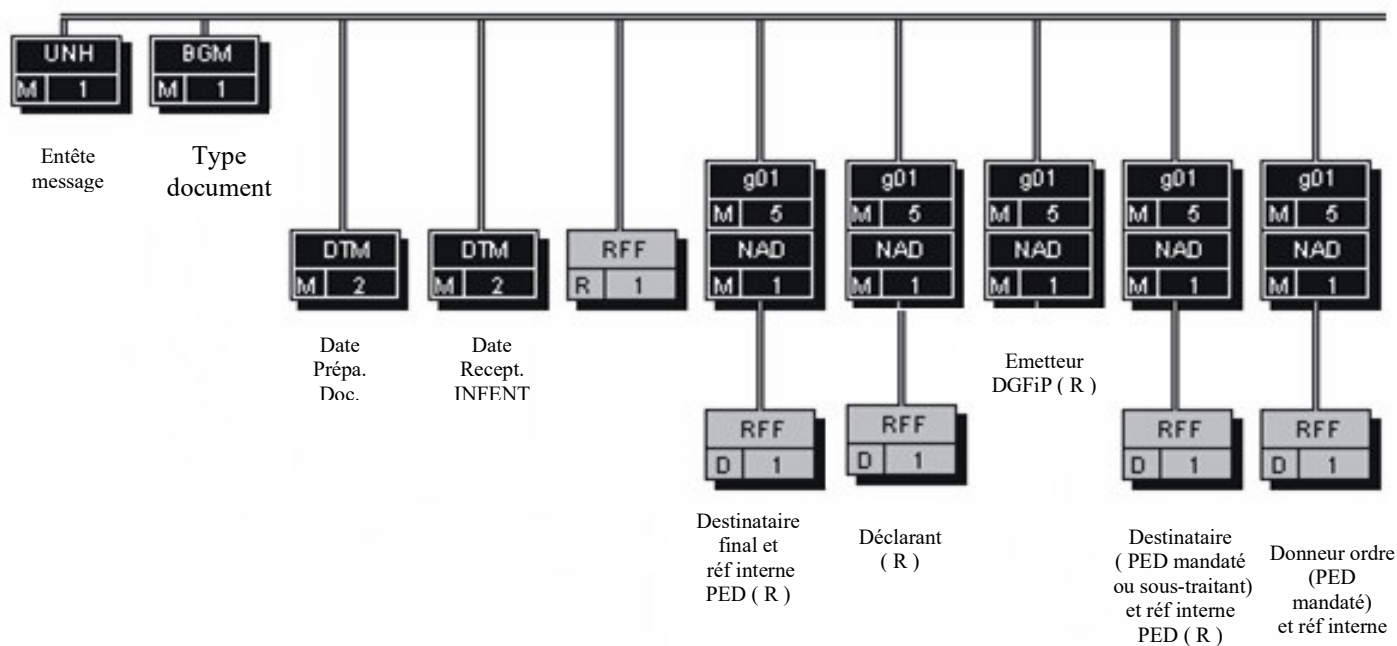 UNH
M 1
Entête
message
BGM
M 1
Type
document
DTM
M 2
Date
Prépa.
Doc.
DTM
M 2
Date
Recept.
INFENT
RFF
R 1
g01
M 5
NAD
M 1
RFF
D 1
Destinataire
final et
réf interne
PED ( R )
g01
M 5
NAD
M 1
RFF
D 1
Déclarant
( R )
g01
M 5
NAD
M 1
Emetteur
DGFiP ( R )
g01
M 5
NAD
M 1
RFF
D 1
Destinataire
( PED mandaté
ou sous-traitant)
et réf interne
PED ( R )
g01
M 5
NAD
M 1
RFF
D 1
Donneur ordre
(PED
mandaté)
et réf interne